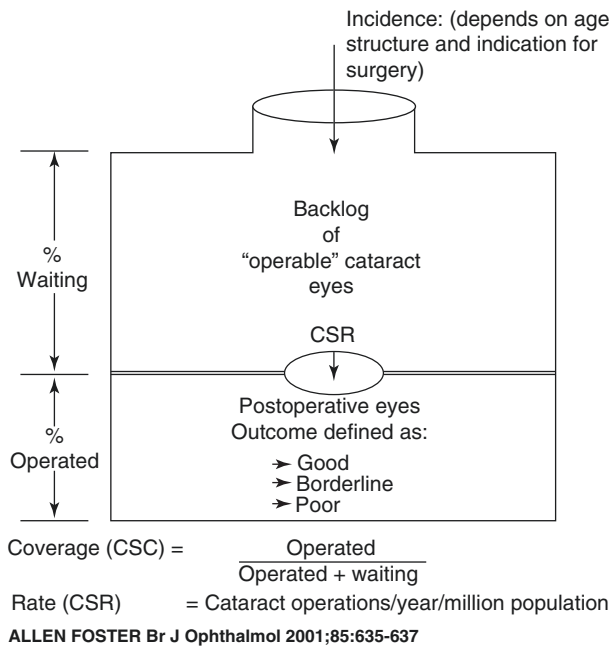 Incidence: (depends on age
structure and indication for
surgery)
Backlog
of
“operable” cataract
eyes
%
Waiting
CSR
Postoperative eyes
Outcome defined as:
Good
Borderline
Poor
%
Operated
Coverage (CSC) = Operated
Operated + waiting
Rate (CSR) = Cataract operations/year/million population
ALLEN FOSTER Br J Ophthalmol 2001;85:635-637